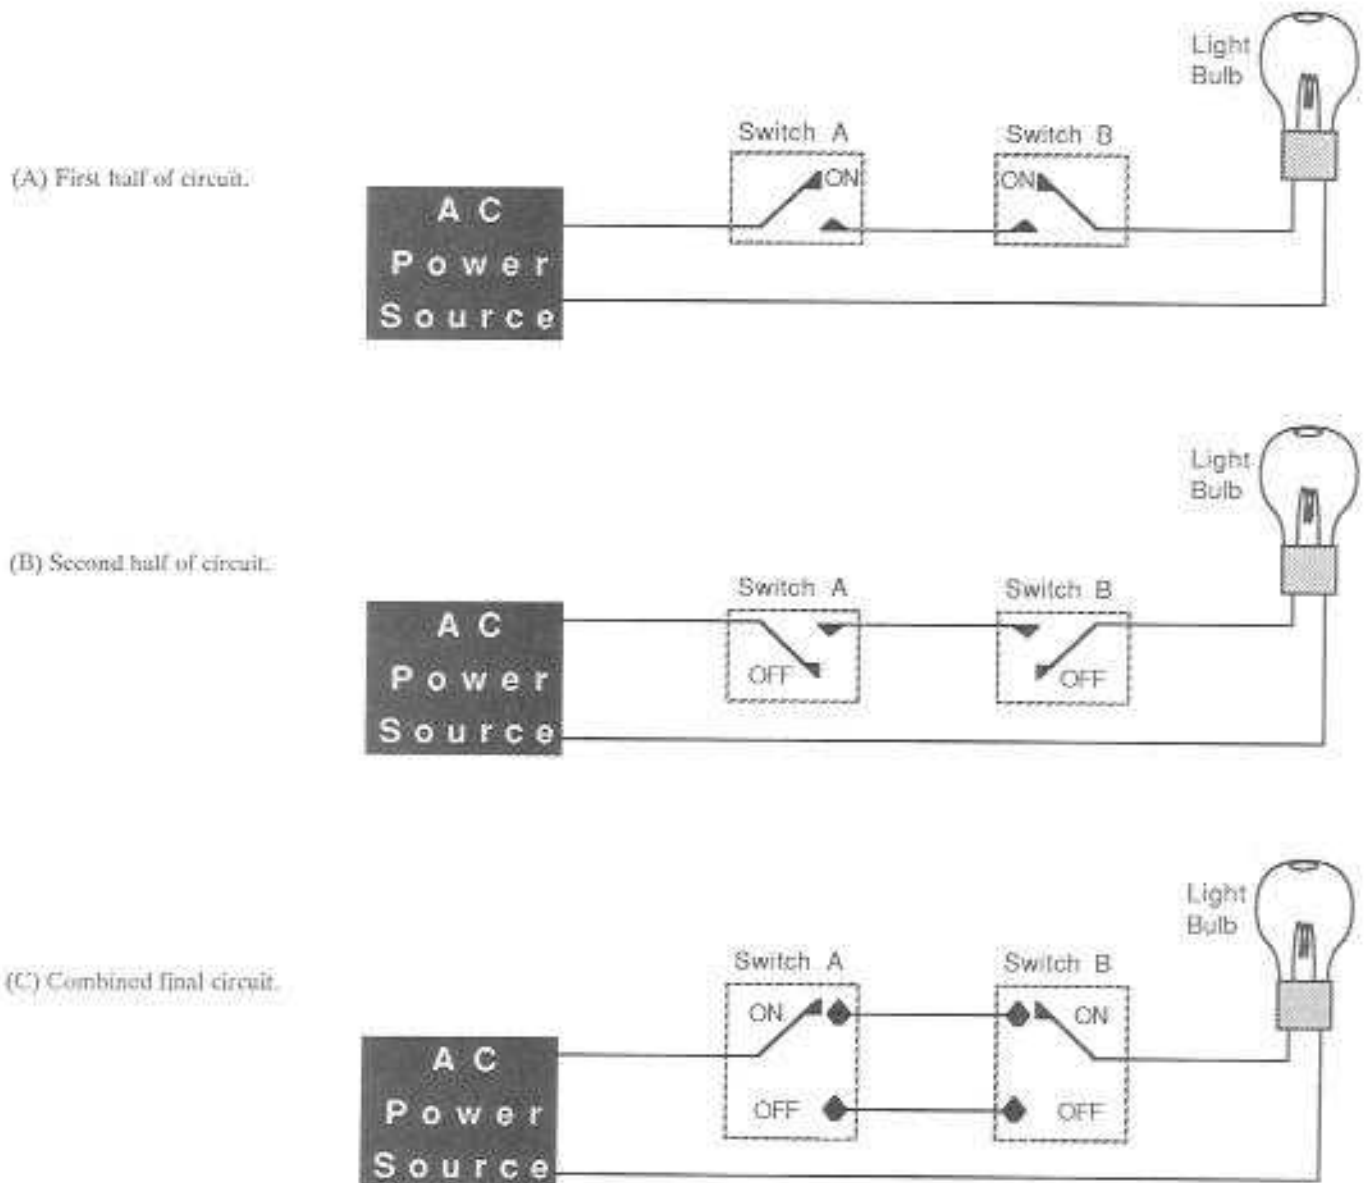 Light
Bulb
Switch A
Switch B
(A) First half of circuit.
ON
ON
A C
Power
Source
Light
Bulb
(B) Second half of circuit.
Switch A
Switch B
A C
Power
Source
OFF
OFF
Light
Bulb
(C) Combined final circuit.
Switch A
Switch B
ON
ON
A C
Power
Source
OFF
OFF